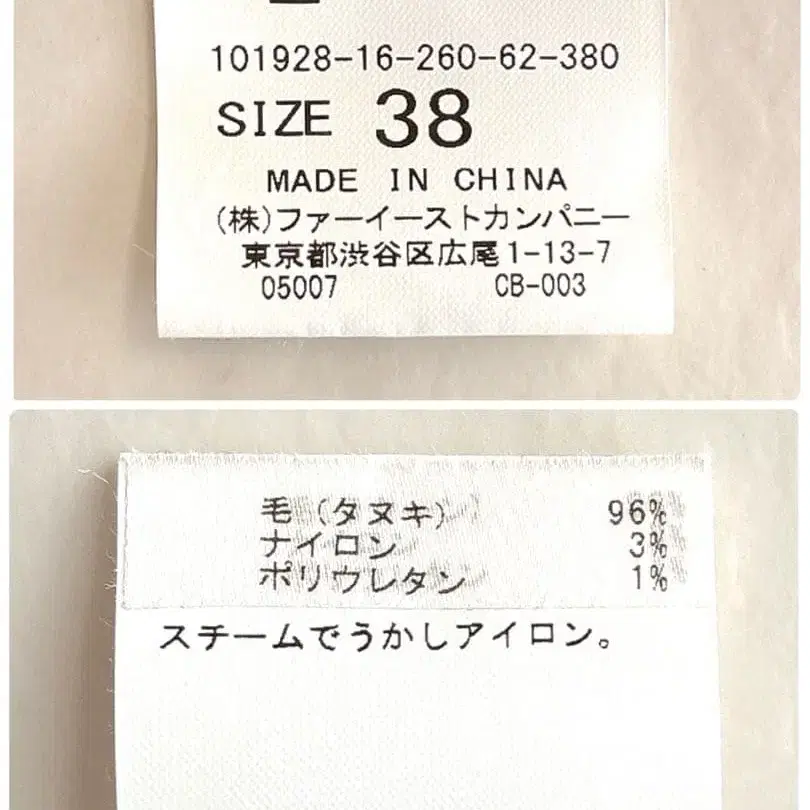 101928-16-260-62-380
SIZE 38
MADE IN CHINA
(株)ファーイーストカンパニー
東京都渋谷区広尾1-13-7
05007 CB-003
毛(タヌキ) 96%
ナイロン 3%
ポリウレタン 1%
スチームでうかしアイロン。